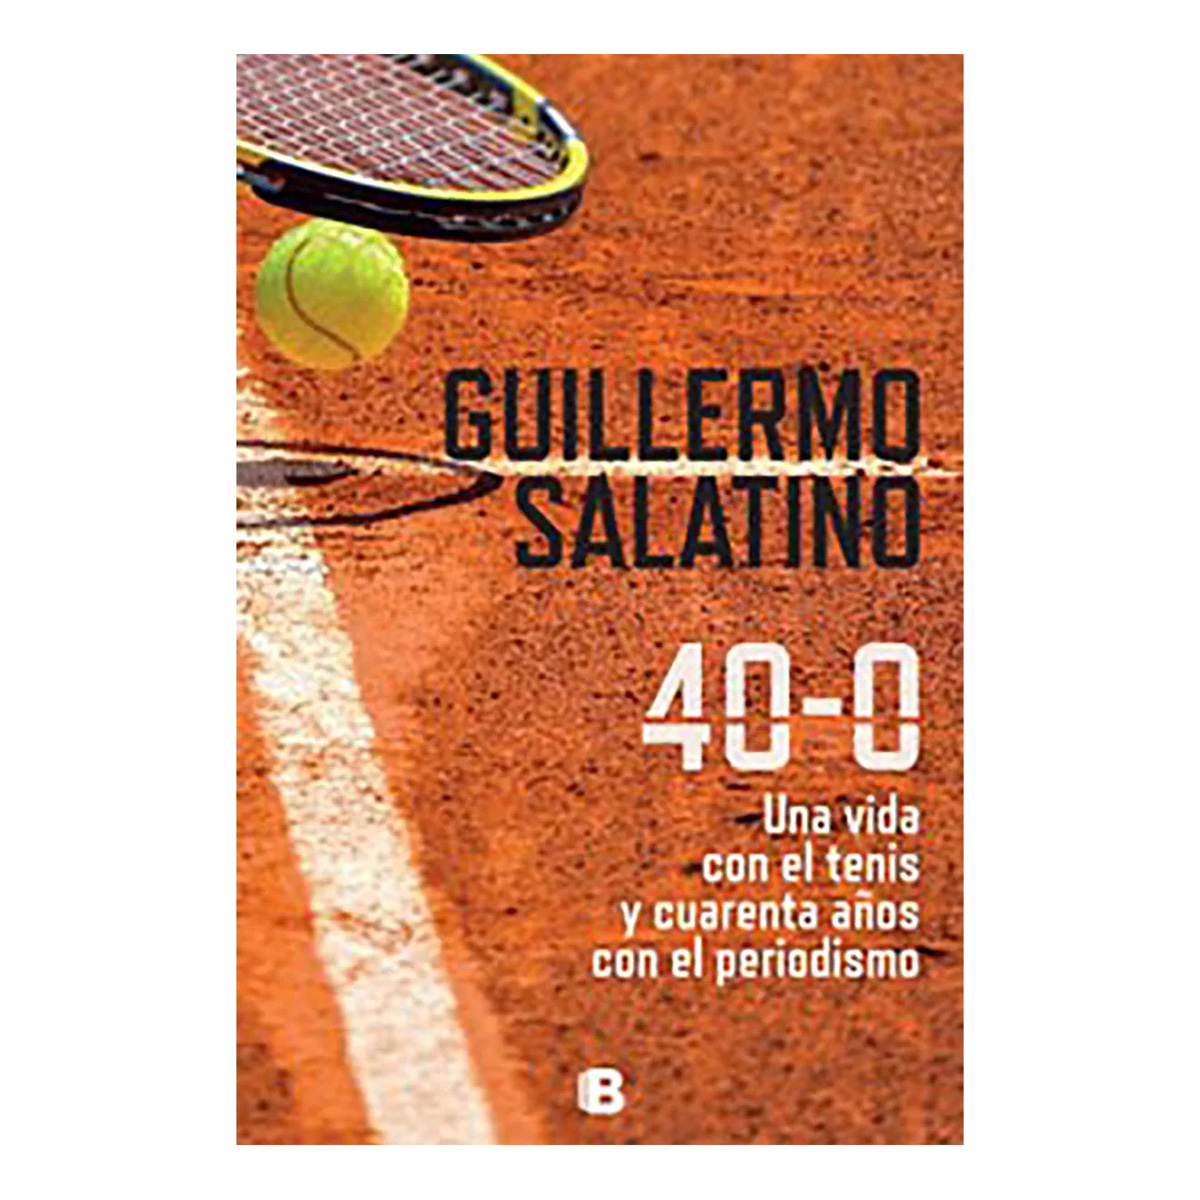 GUILLERMO
SALATINO
40-0
Una vida
con el tenis
y cuarenta años
con el periodismo
B